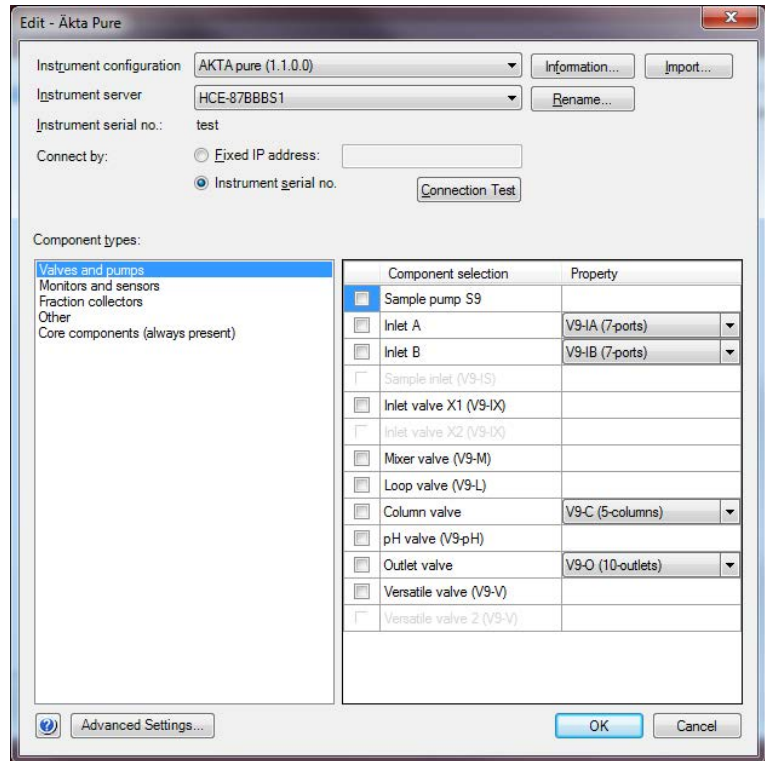 Edit - Äkta Pure
Instrument configuration AKTA pure (1.1.0.0) Information... Import...
Instrument server HCE-87BBBS1 Rename...
Instrument serial no.: test
Connect by: Fixed IP address:
Instrument serial no. Connection Test
Component types:
Valves and pumps
Monitors and sensors
Fraction collectors
Other
Core components (always present)
Component selection Property
Sample pump S9
Inlet A V9-IA (7-ports)
Inlet B V9-IB (7-ports)
Sample inlet (V9-IS)
Inlet valve X1 (V9-IX)
Inlet valve X2 (V9-IX)
Mixer valve (V9-M)
Loop valve (V9-L)
Column valve V9-C (5-columns)
pH valve (V9-pH)
Outlet valve V9-O (10-outlets)
Versatile valve (V9-V)
Versatile valve 2 (V9-V)
Advanced Settings... OK Cancel